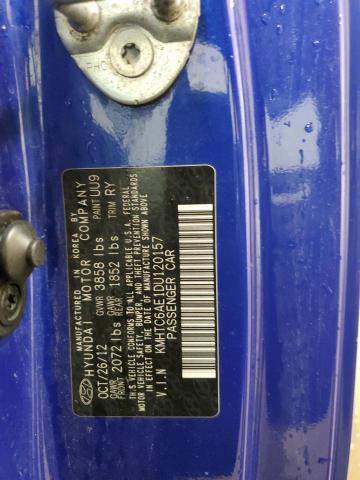 MANUFACTURED IN KOREA BY
HYUNDAI MOTOR COMPANY
OCT/26/12 GVWR 3858 lbs PAINT UU9
GAWR FRONT 2072 lbs GAWR REAR 1852 lbs TRIM RY
THIS VEHICLE CONFORMS TO ALL APPLICABLE U.S.A. FEDERAL
MOTOR VEHICLE SAFETY, BUMPER, AND THEFT PREVENTION STANDARDS
IN EFFECT ON THE DATE OF MANUFACTURE SHOWN ABOVE.
V.I.N KMHTC6AE1DU120157
PASSENGER CAR